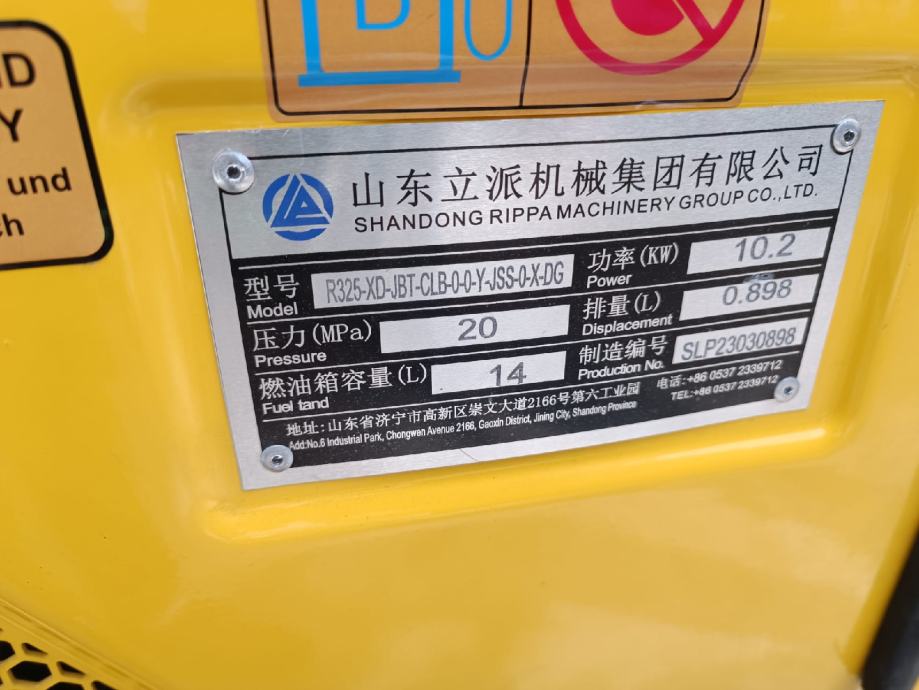 D
ND
Y
und
ch
山东立派机械集团有限公司
SHANDONG RIPPA MACHINERY GROUP CO.,LTD.
型号 R325-XD-JBT-CLB-0-0-Y-JSS-0-X-DG 功率(KW) 10.2
Model Power
压力(MPa) 20 排量(L) 0.898
Pressure Displacement
燃油箱容量(L) 14 制造编号 SLP23030898
Fuel tand Production No.
地址:山东省济宁市高新区崇文大道2166号第六工业园 电话:+86 0537 2339712
Add:No.6 Industrial Park, Chongwen Avenue 2166, Gaoxin District, Jining City, Shandong Province TEL:+86 0537 2339712